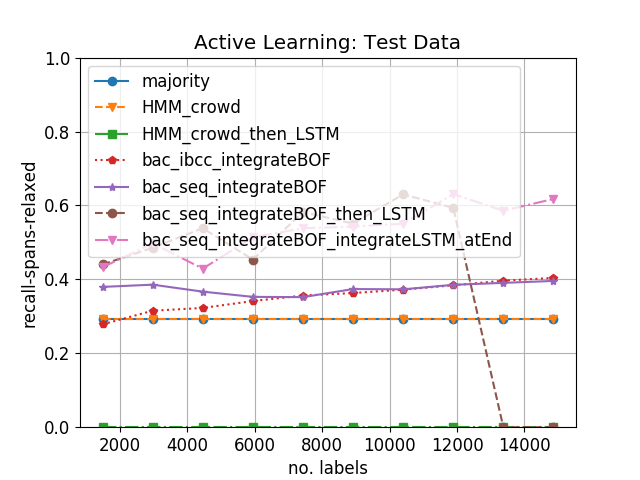 Active Learning: Test Data
1.0
0.8
0.6
0.4
0.2
0.0
recall-spans-relaxed
majority
HMM_crowd
HMM_crowd_then_LSTM
bac_ibcc_integrateBOF
bac_seq_integrateBOF
bac_seq_integrateBOF_then_LSTM
bac_seq_integrateBOF_integrateLSTM_atEnd
2000 4000 6000 8000 10000 12000 14000
no. labels